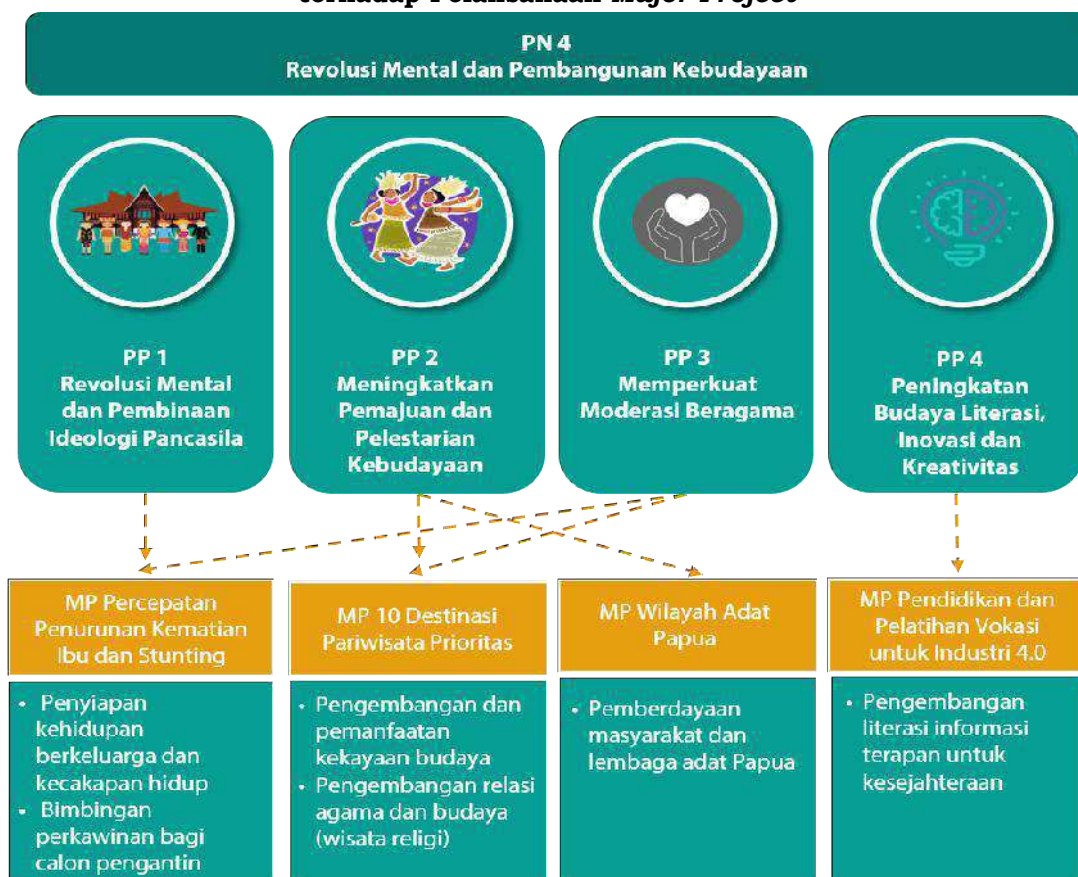 terhadap Pelaksanaan Major Project
PN 4
Revolusi Mental dan Pembangunan Kebudayaan
PP 1
Revolusi Mental
dan Pembinaan
Ideologi Pancasila
PP 2
Meningkatkan
Pemajuan dan
Pelestarian
Kebudayaan
PP 3
Memperkuat
Moderasi Beragama
PP 4
Peningkatan
Budaya Literasi,
Inovasi dan
Kreativitas
MP Percepatan
Penurunan Kematian
Ibu dan Stunting
• Penyiapan
kehidupan
berkeluarga dan
kecakapan hidup
• Bimbingan
perkawinan bagi
calon pengantin
MP 10 Destinasi
Pariwisata Prioritas
• Pengembangan dan
pemanfaatan
kekayaan budaya
• Pengembangan relasi
agama dan budaya
(wisata religi)
MP Wilayah Adat
Papua
• Pemberdayaan
masyarakat dan
lembaga adat Papua
MP Pendidikan dan
Pelatihan Vokasi
untuk Industri 4.0
• Pengembangan
literasi informasi
terapan untuk
kesejahteraan